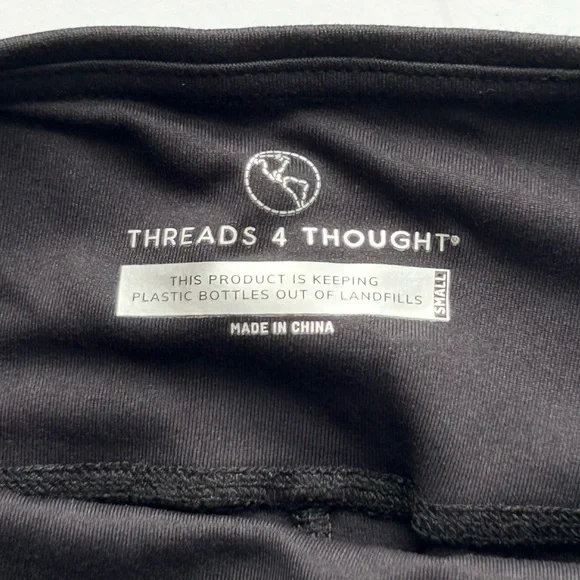 THREADS 4 THOUGHT®
THIS PRODUCT IS KEEPING
PLASTIC BOTTLES OUT OF LANDFILLS
SMALL
MADE IN CHINA